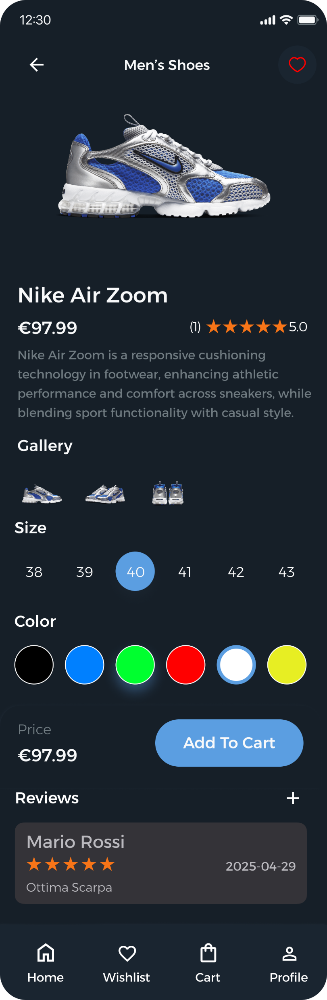 12:30
Men's Shoes
Nike Air Zoom
€97.99
(1) ★★★★★ 5.0
Nike Air Zoom is a responsive cushioning
technology in footwear, enhancing athletic
performance and comfort across sneakers, while
blending sport functionality with casual style.
Gallery
Size
38 39 40 41 42 43
Color
Price
€97.99
Add To Cart
Reviews +
Mario Rossi
★★★★★ 2025-04-29
Ottima Scarpa
Home Wishlist Cart Profile